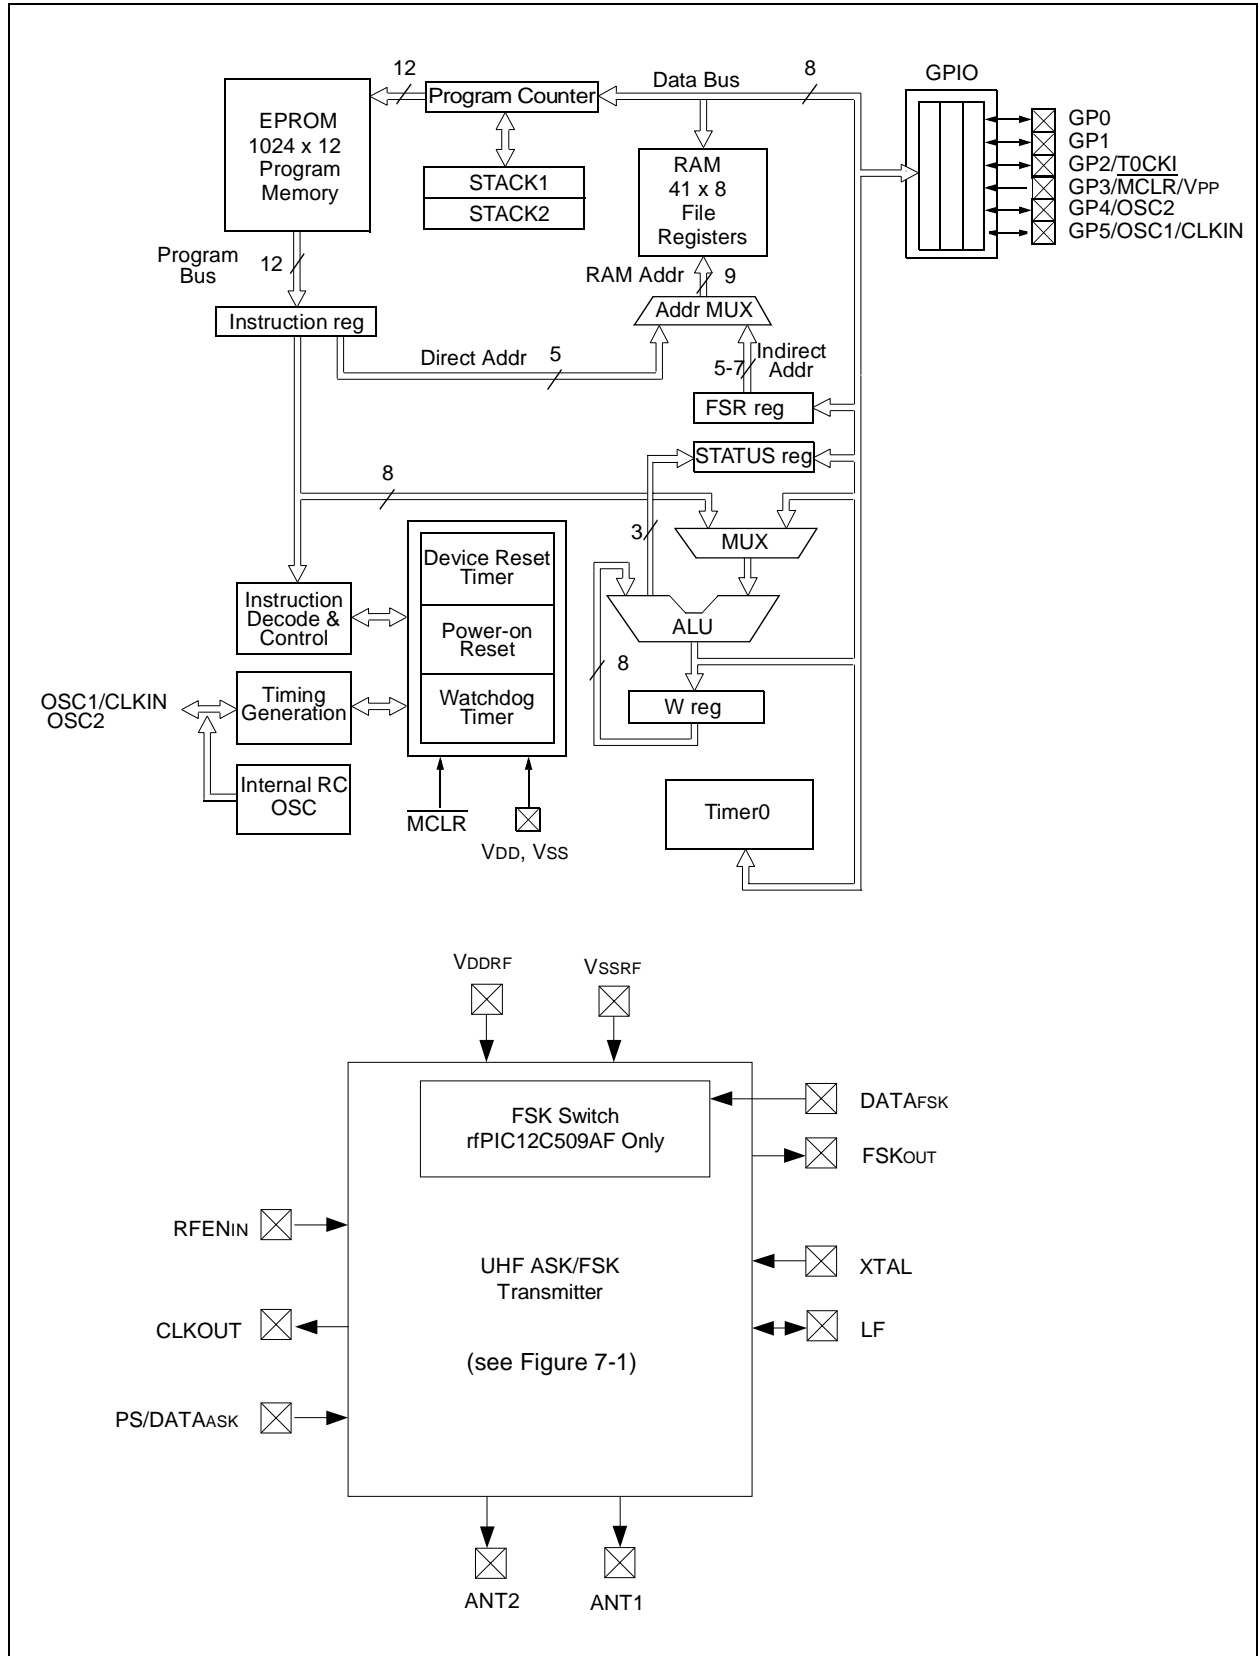 12
Data Bus
8
GPIO
Program Counter
EPROM
1024 x 12
Program
Memory
STACK1
STACK2
RAM
41 x 8
File
Registers
GP0
GP1
GP2/T0CKI
GP3/MCLR/VPP
GP4/OSC2
GP5/OSC1/CLKIN
Program
Bus
12
RAM Addr
9
Addr MUX
Instruction reg
Direct Addr
5
5-7
Indirect
Addr
FSR reg
STATUS reg
8
3
MUX
Device Reset
Timer
Power-on
Reset
Watchdog
Timer
Instruction
Decode &
Control
ALU
8
OSC1/CLKIN
OSC2
Timing
Generation
W reg
Internal RC
OSC
MCLR
VDD, VSS
Timer0
VDDRF
VSSRF
FSK Switch
rfPIC12C509AF Only
DATAFSK
FSKOUT
RFENIN
UHF ASK/FSK
Transmitter
XTAL
CLKOUT
LF
(see Figure 7-1)
PS/DATAASK
ANT2
ANT1